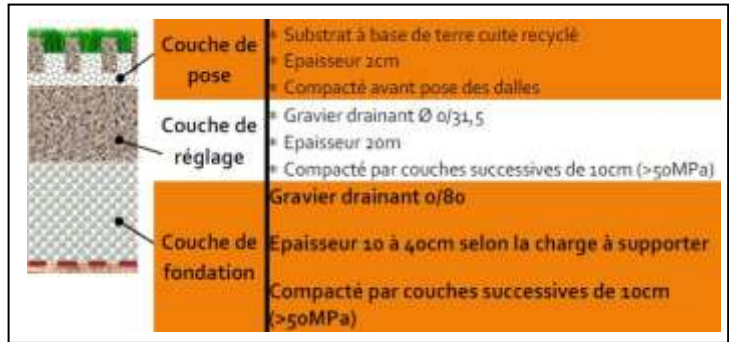 Couche de
pose
Substrat à base de terre cuite recyclé
Epaisseur 2cm
Compacté avant pose des dalles
Couche de
réglage
Gravier drainant Ø 0/31,5
Epaisseur 20m
Compacté par couches successives de 10cm (>50MPa)
Couche de
fondation
Gravier drainant 0/80
Epaisseur 10 à 40cm selon la charge à supporter
Compacté par couches successives de 10cm
(>50MPa)